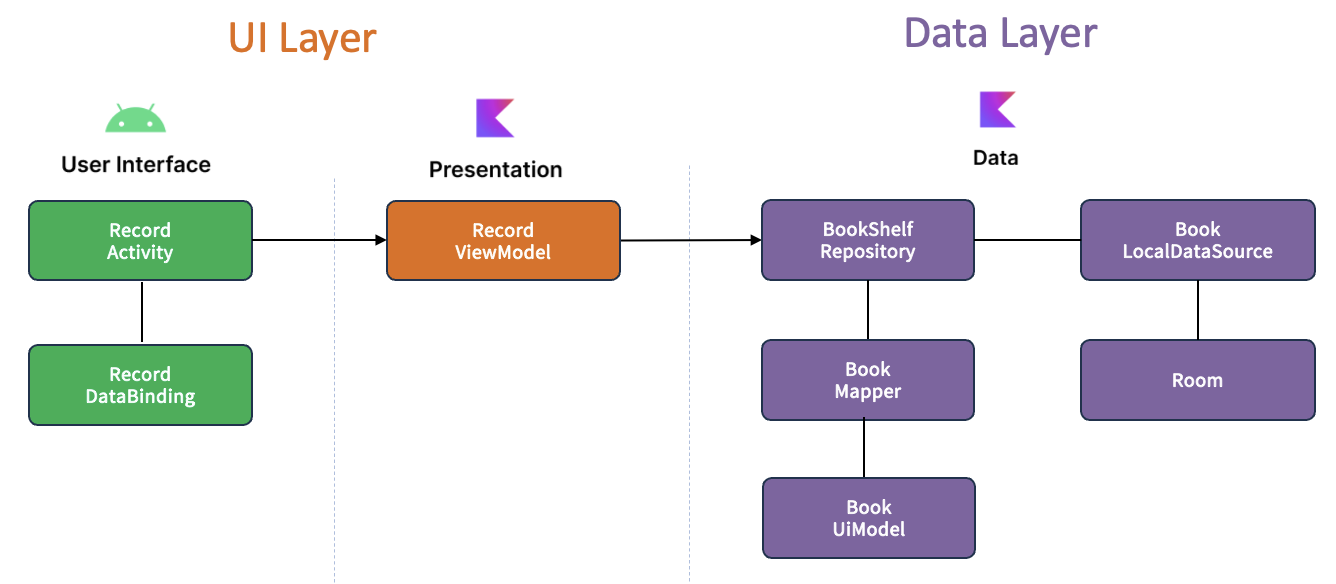 UI Layer
Data Layer
User Interface
Presentation
Data
Record
Activity
Record
ViewModel
BookShelf
Repository
Book
LocalDataSource
Record
DataBinding
Book
Mapper
Room
Book
UiModel